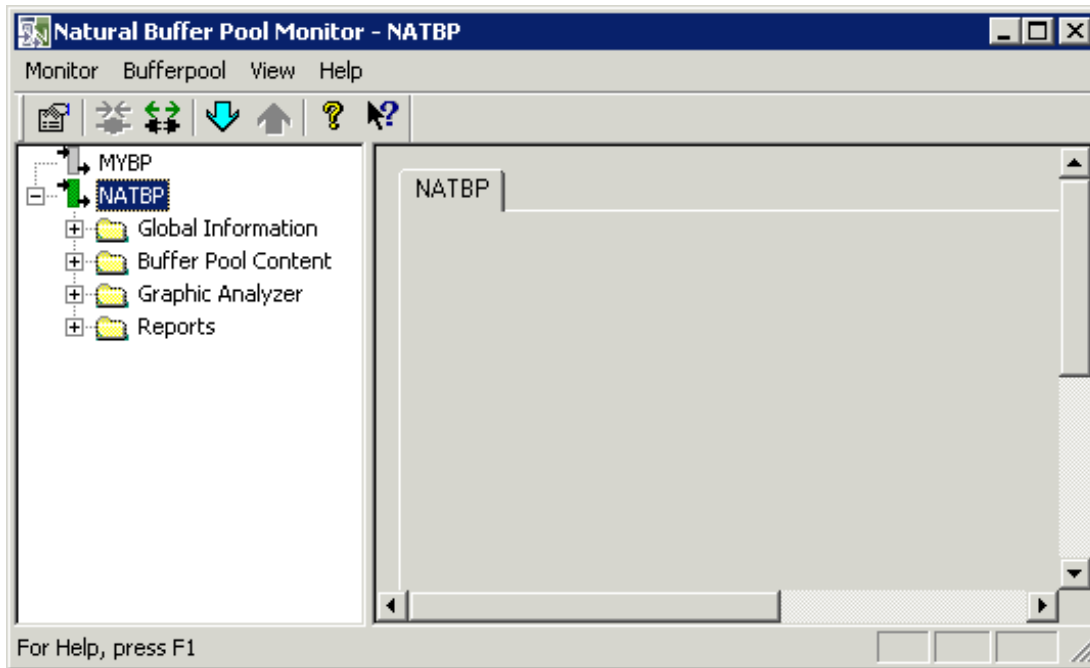 Natural Buffer Pool Monitor - NATBP
Monitor Bufferpool View Help
MYBP
NATBP
Global Information
Buffer Pool Content
Graphic Analyzer
Reports
NATBP
For Help, press F1